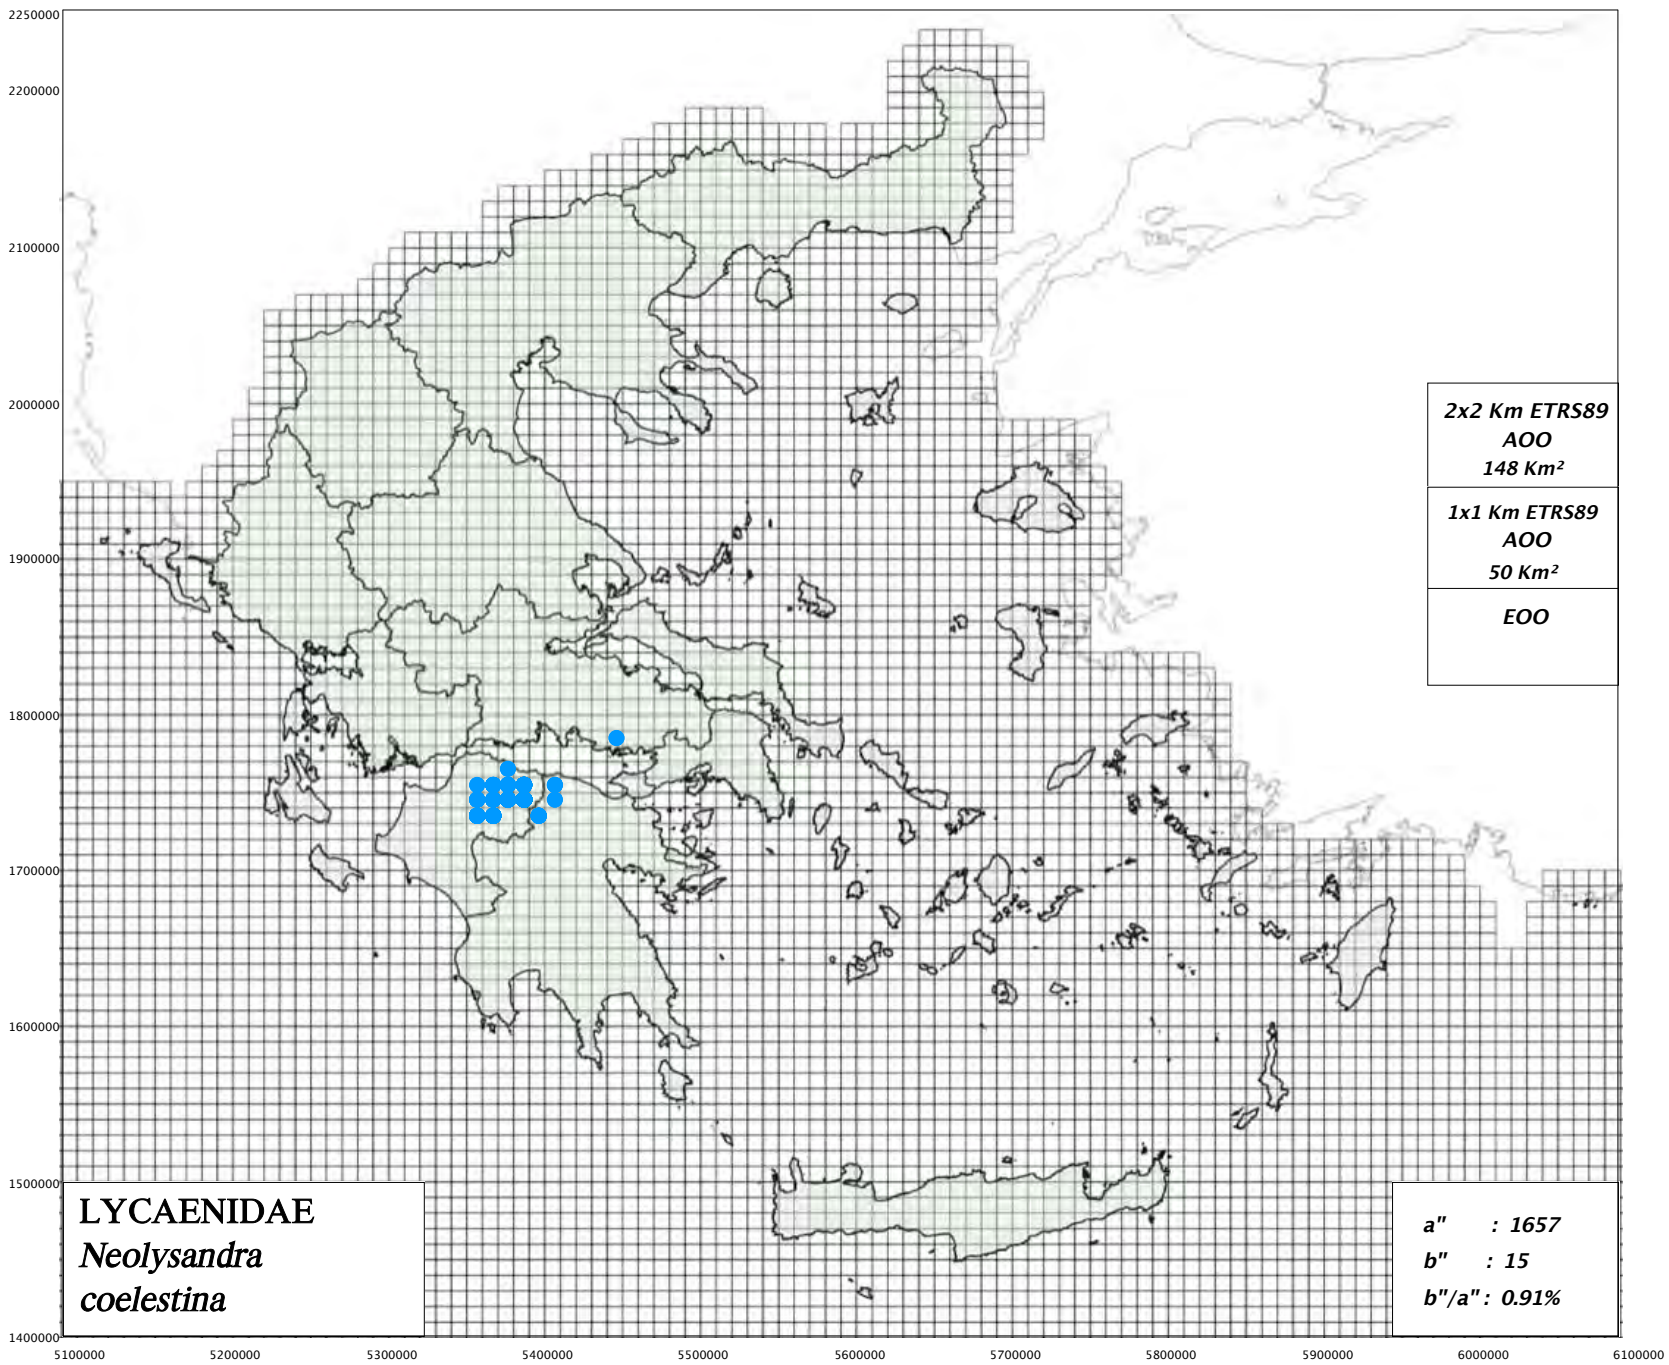 2250000
2200000
2100000
2000000
1900000
1800000
1700000
1600000
1500000
1400000
2x2 Km ETRS89
AOO
148 Km²
1x1 Km ETRS89
AOO
50 Km²
EOO
LYCAENIDAE
Neolysandra
coelestina
a" : 1657
b" : 15
b"/a" : 0.91%
5100000 5200000 5300000 5400000 5500000 5600000 5700000 5800000 5900000 6000000 6100000